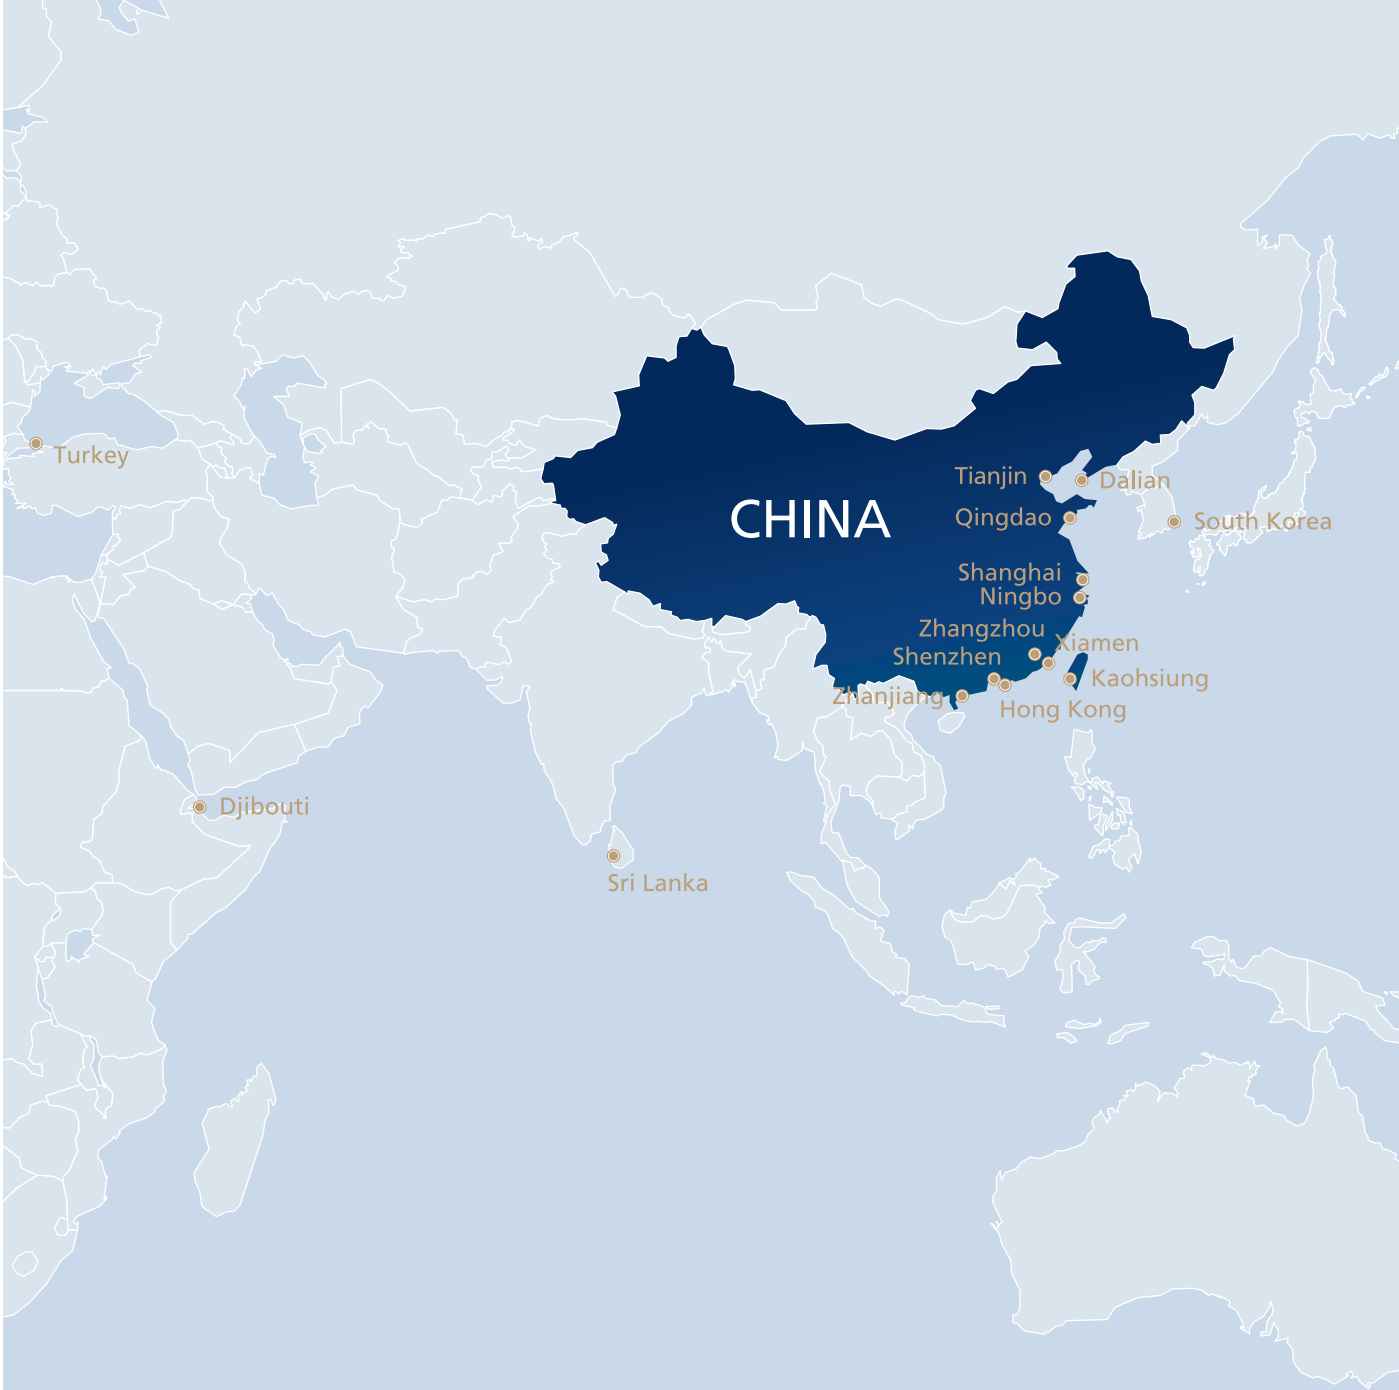 Turkey
Tianjin
Dalian
CHINA
Qingdao
South Korea
Shanghai
Ningbo
Zhangzhou
Xiamen
Shenzhen
Kaohsiung
Zhanjiang
Hong Kong
Djibouti
Sri Lanka